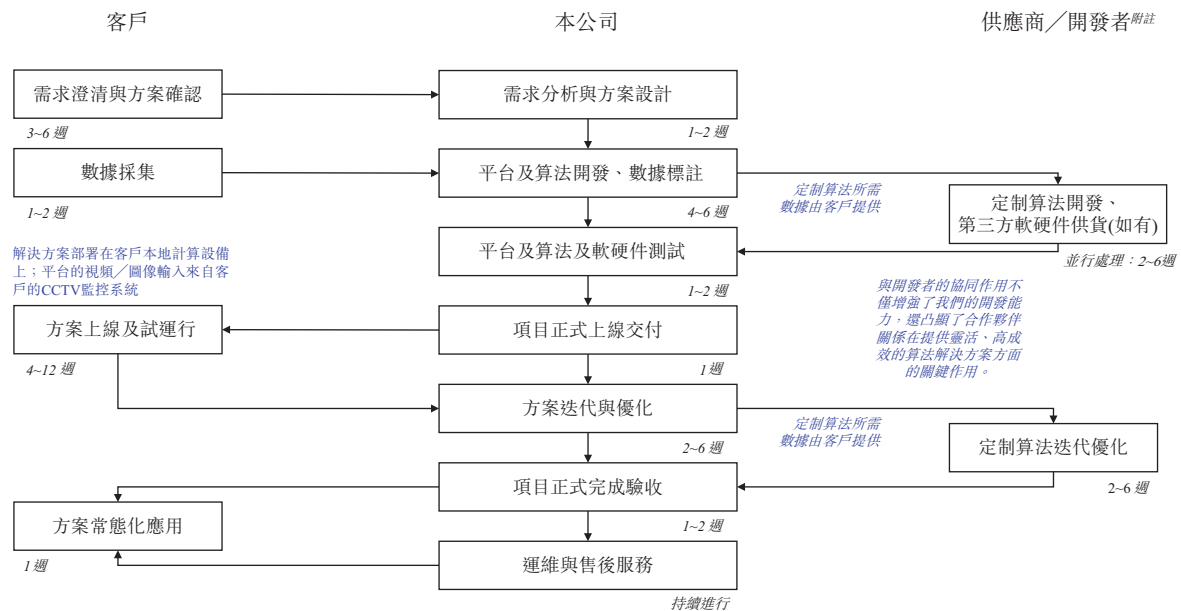 客戶
本公司
供應商／開發者附註
需求澄清與方案確認
需求分析與方案設計
3~6 週
1~2 週
數據採集
平台及算法開發、數據標註
定制算法所需
數據由客戶提供
定制算法開發、
第三方軟硬件供貨(如有)
1~2 週
4~6 週
解決方案部署在客戶本地計算設備
上；平台的視頻／圖像輸入來自客
戶的CCTV監控系統
平台及算法及軟硬件測試
並行處理：2~6週
1~2 週
與開發者的協同作用不
僅增強了我們的開發能
力，還凸顯了合作夥伴
關係在提供靈活、高成
效的算法解決方案方面
的關鍵作用。
方案上線及試運行
項目正式上線交付
4~12 週
1週
方案迭代與優化
定制算法所需
數據由客戶提供
定制算法迭代優化
2~6 週
2~6 週
項目正式完成驗收
1~2 週
方案常態化應用
1週
運維與售後服務
持續進行